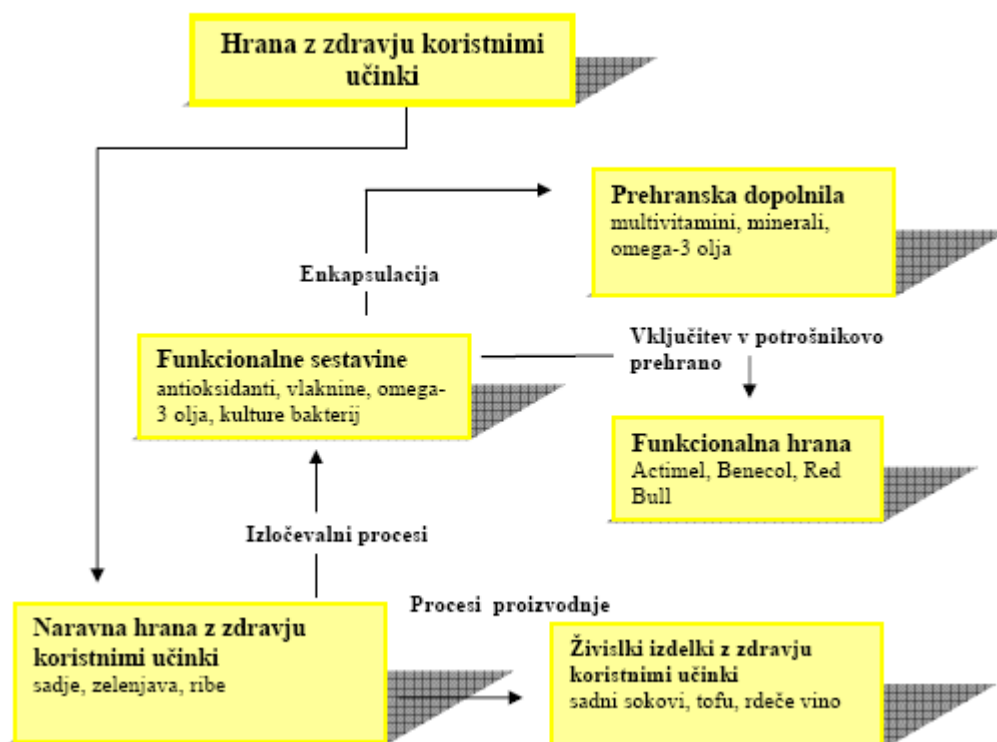 Hrana z zdravju koristnimi
učinki
Prehranska dopolnila
multivitamini, minerali,
omega-3 olja
Enkapsulacija
Vključitev v potrošnikovo
prehrano
Funkcionalne sestavine
antioksidanti, vlaknine, omega-
3 olja, kulture bakterij
Funkcionalna hrana
Actimel, Benecol, Red
Bull
Izločevalni procesi
Procesi proizvodnje
Naravna hrana z zdravju
koristnimi učinki
sadje, zelenjava, ribe
Živislki izdelki z zdravju
koristnimi učinki
sadni sokovi, tofu, rdeče vino